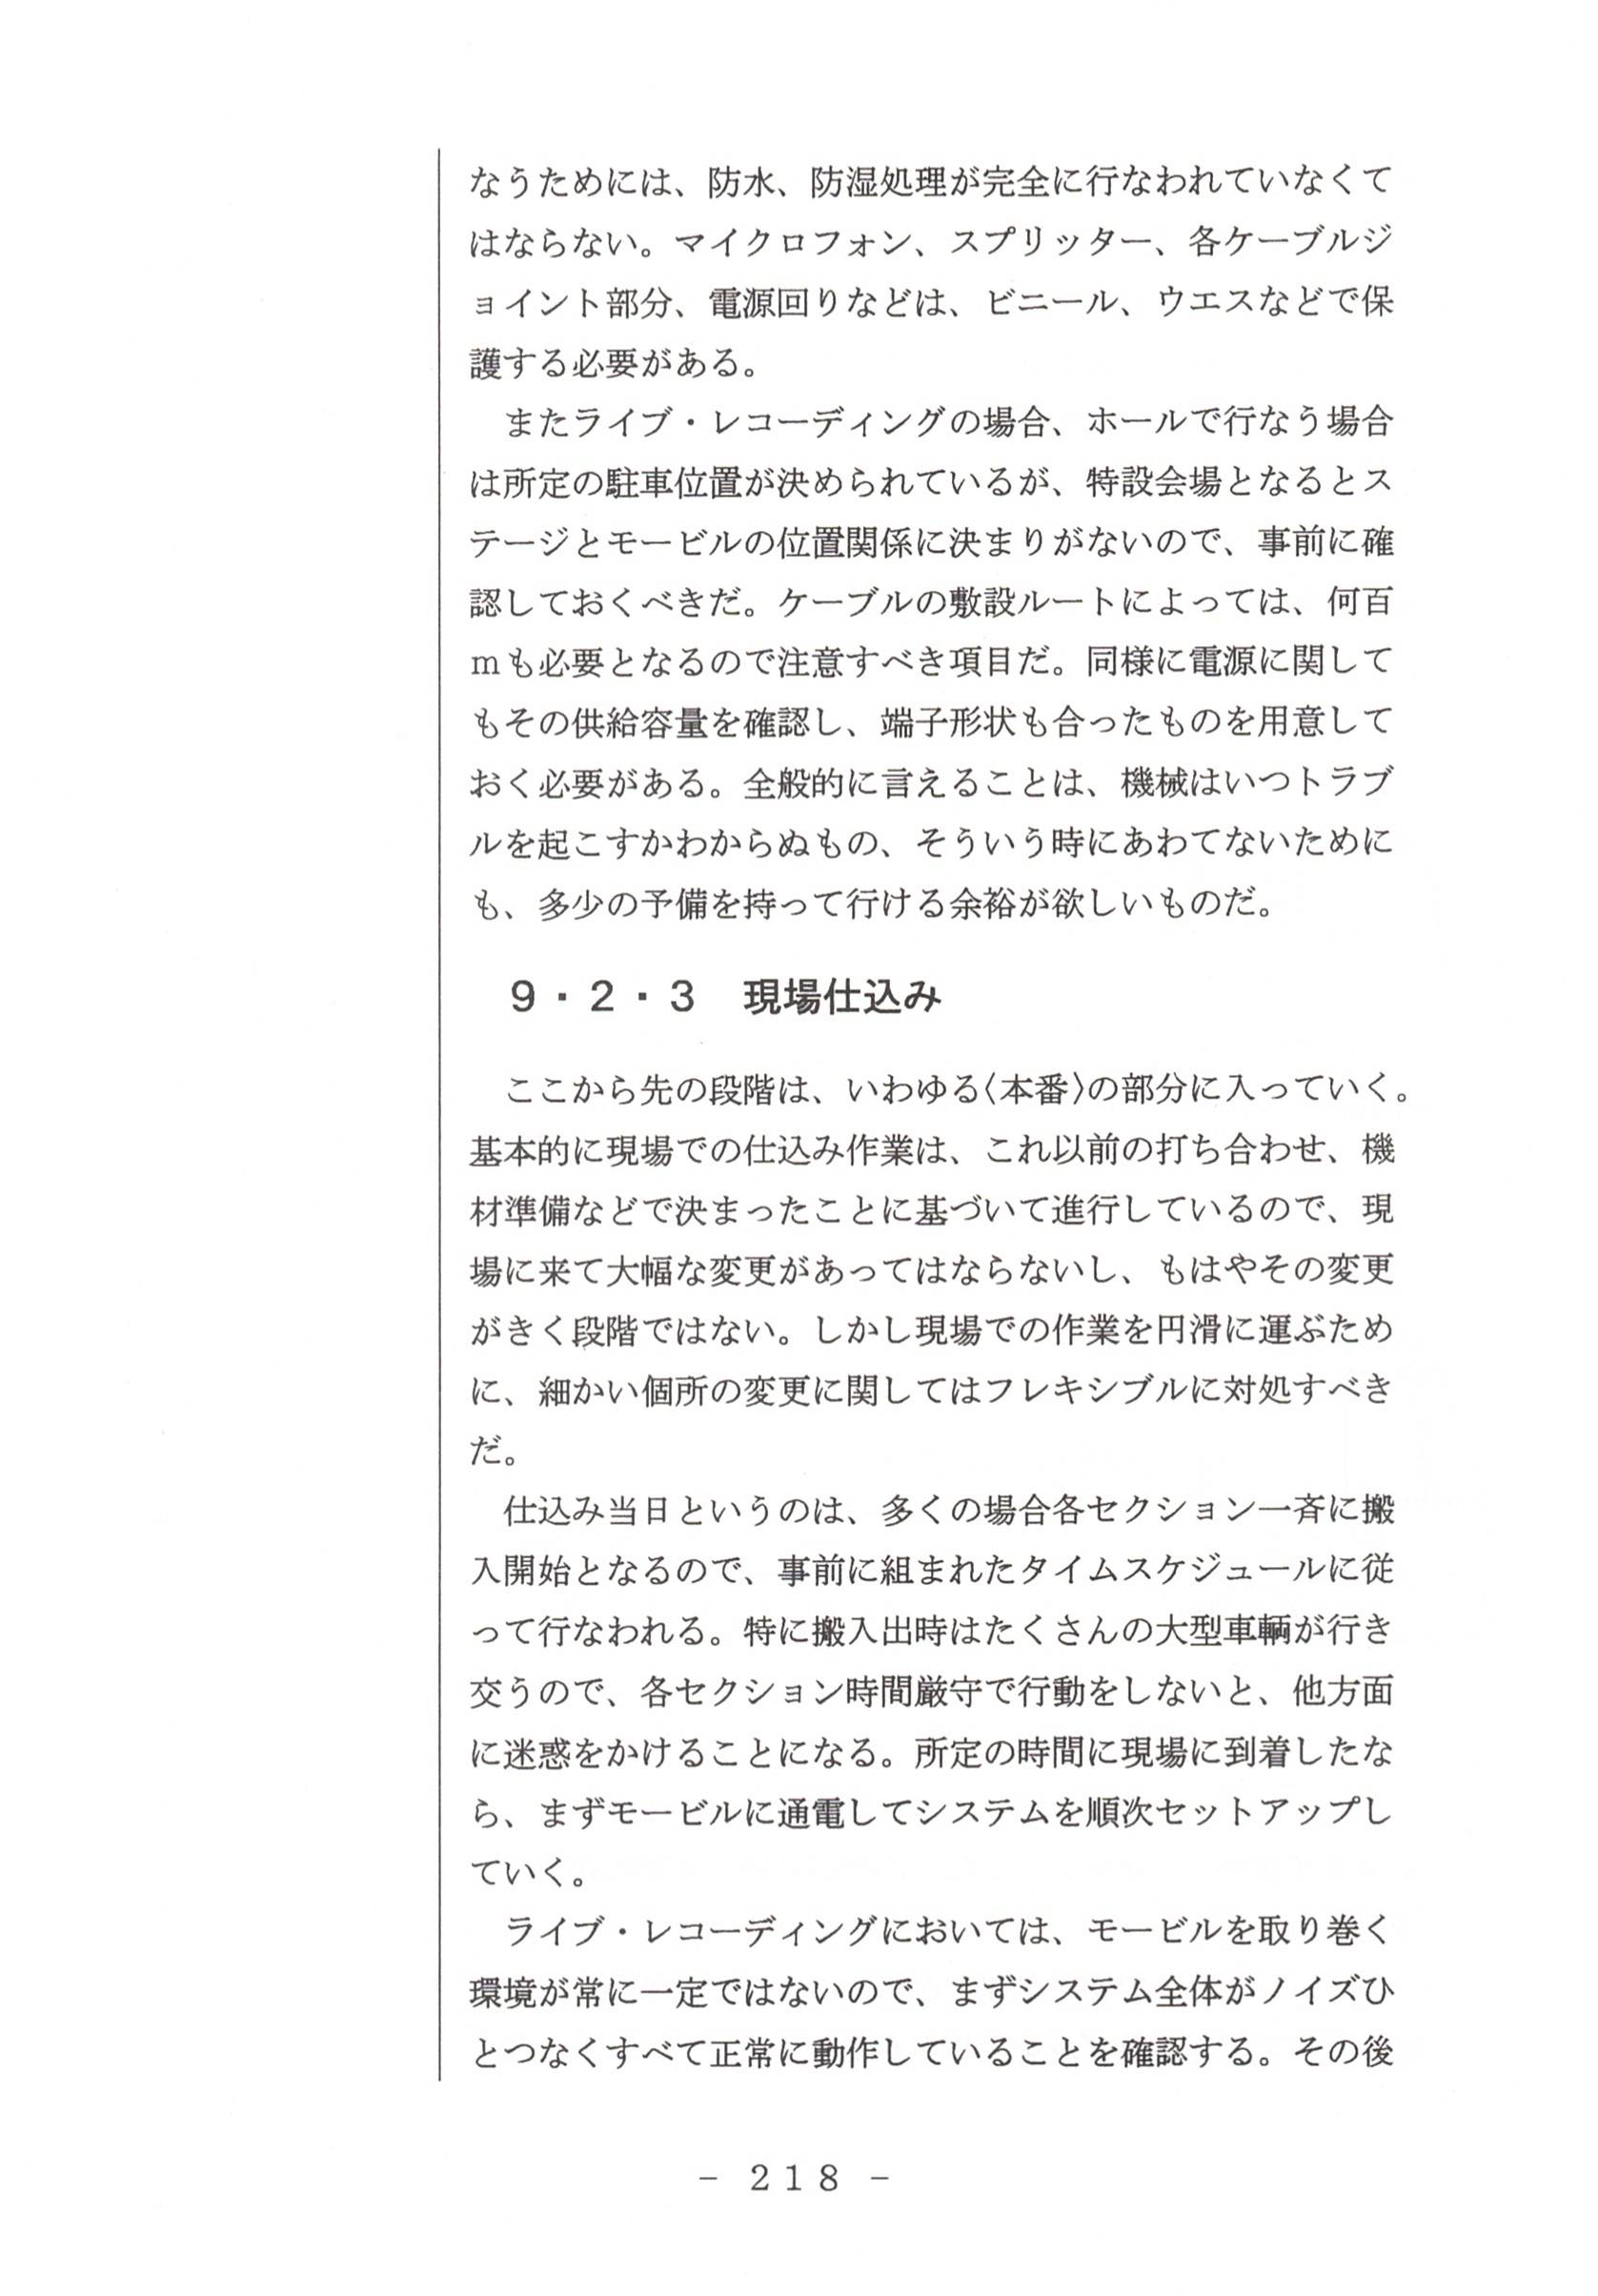 なうためには、防水、防湿処理が完全に行なわれていなくて
はならない。マイクロフォン、スプリッター、各ケーブルジ
ョイント部分、電源回りなどは、ビニール、ウエスなどで保
護する必要がある。
　またライブ・レコーディングの場合、ホールで行なう場合
は所定の駐車位置が決められているが、特設会場となるとス
テージとモービルの位置関係に決まりがないので、事前に確
認しておくべきだ。ケーブルの敷設ルートによっては、何百
ｍも必要となるので注意すべき項目だ。同様に電源に関して
もその供給容量を確認し、端子形状も合ったものを用意して
おく必要がある。全般的に言えることは、機械はいつトラブ
ルを起こすかわからぬもの、そういう時にあわてないために
も、多少の予備を持って行ける余裕が欲しいものだ。
９・２・３　現場仕込み
　ここから先の段階は、いわゆる〈本番〉の部分に入っていく。
基本的に現場での仕込み作業は、これ以前の打ち合わせ、機
材準備などで決まったことに基づいて進行しているので、現
場に来て大幅な変更があってはならないし、もはやその変更
がきく段階ではない。しかし現場での作業を円滑に運ぶため
に、細かい個所の変更に関してはフレキシブルに対処すべき
だ。
　仕込み当日というのは、多くの場合各セクション一斉に搬
入開始となるので、事前に組まれたタイムスケジュールに従
って行なわれる。特に搬入出時はたくさんの大型車輌が行き
交うので、各セクション時間厳守で行動をしないと、他方面
に迷惑をかけることになる。所定の時間に現場に到着したな
ら、まずモービルに通電してシステムを順次セットアップし
ていく。
　ライブ・レコーディングにおいては、モービルを取り巻く
環境が常に一定ではないので、まずシステム全体がノイズひ
とつなくすべて正常に動作していることを確認する。その後
－ 218 －